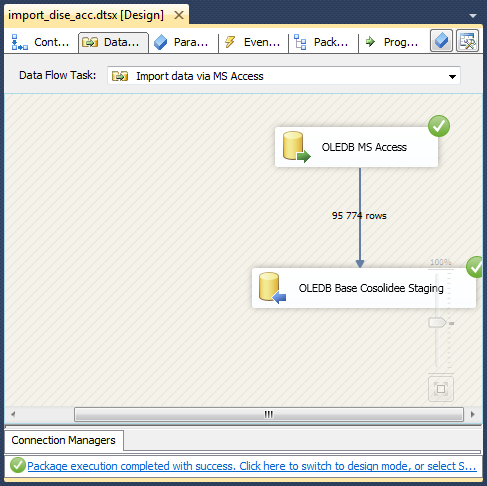 import_dise_acc.dtsx [Design]
Cont... Data... Para... Even... Pack... Prog...
Data Flow Task: Import data via MS Access
OLEDB MS Access
95 774 rows
100%
OLEDB Base Cosolidee Staging
Connection Managers
Package execution completed with success. Click here to switch to design mode, or select S...